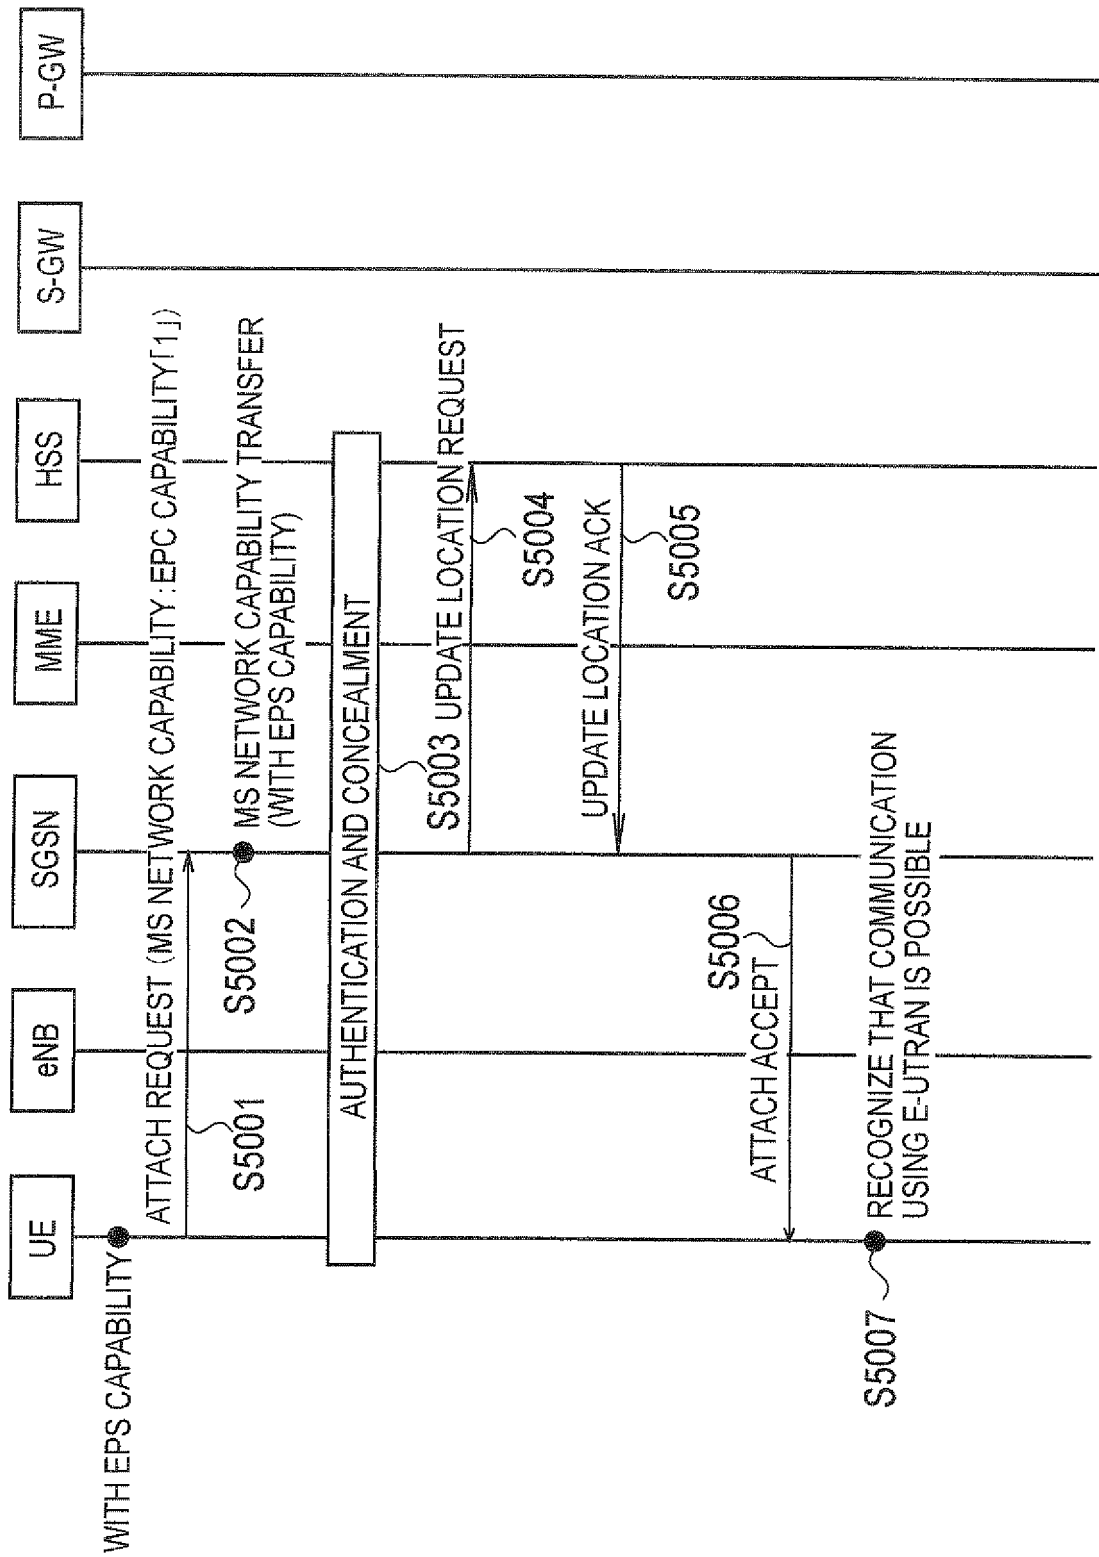 UE
eNB
SGSN
MME
HSS
S-GW
P-GW
WITH EPS CAPABILITY
ATTACH REQUEST (MS NETWORK CAPABILITY:EPC CAPABILITY「1」)
S5001
S5002
MS NETWORK CAPABILITY TRANSFER
(WITH EPS CAPABILITY)
AUTHENTICATION AND CONCEALMENT
S5003
UPDATE LOCATION REQUEST
S5004
UPDATE LOCATION ACK
S5005
S5006
ATTACH ACCEPT
S5007
RECOGNIZE THAT COMMUNICATION
USING E-UTRAN IS POSSIBLE